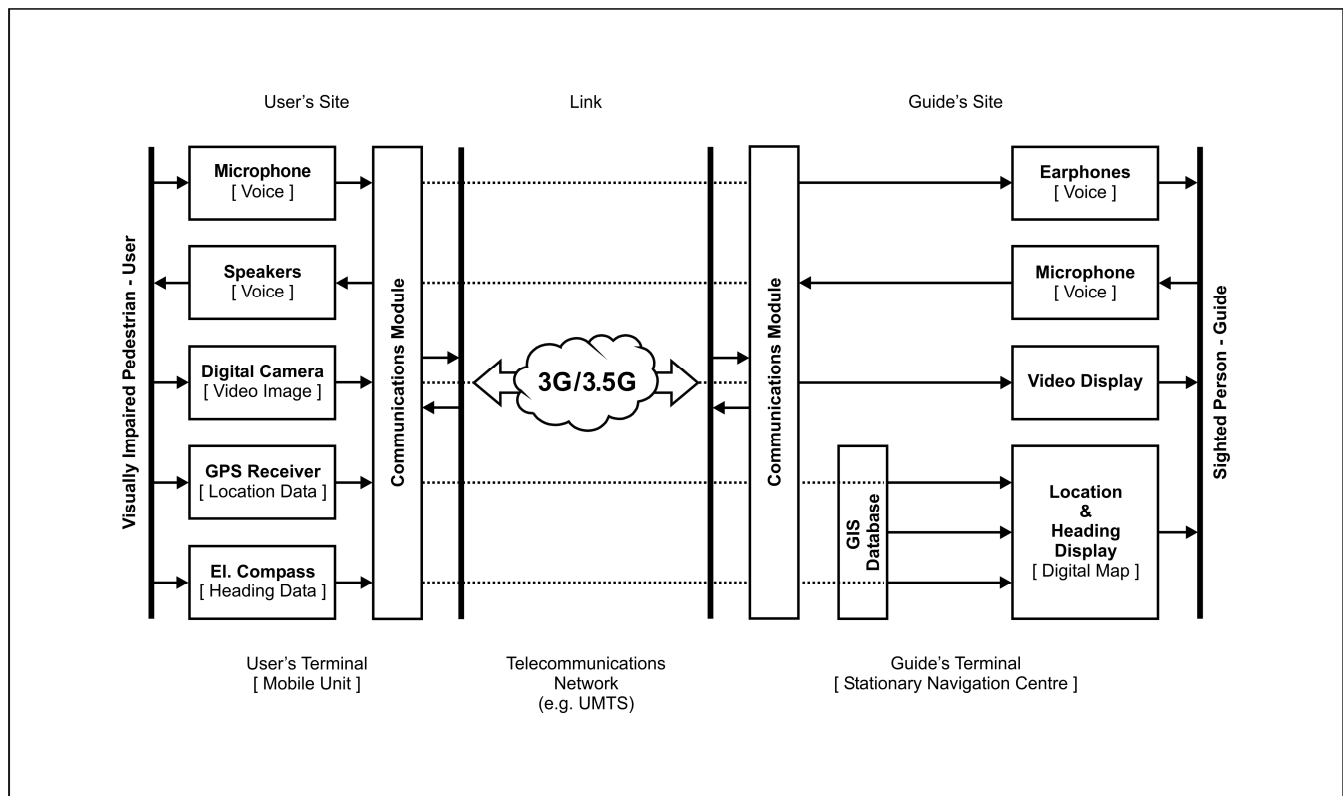 User's Site
Link
Guide's Site
Visually Impaired Pedestrian - User
Microphone
[ Voice ]
Speakers
[ Voice ]
Digital Camera
[ Video Image ]
GPS Receiver
[ Location Data ]
El. Compass
[ Heading Data ]
Communications Module
3G/3.5G
Communications Module
GIS
Database
Earphones
[ Voice ]
Microphone
[ Voice ]
Video Display
Location
&
Heading
Display
[ Digital Map ]
Sighted Person - Guide
User's Terminal
[ Mobile Unit ]
Telecommunications
Network
(e.g. UMTS)
Guide's Terminal
[ Stationary Navigation Centre ]